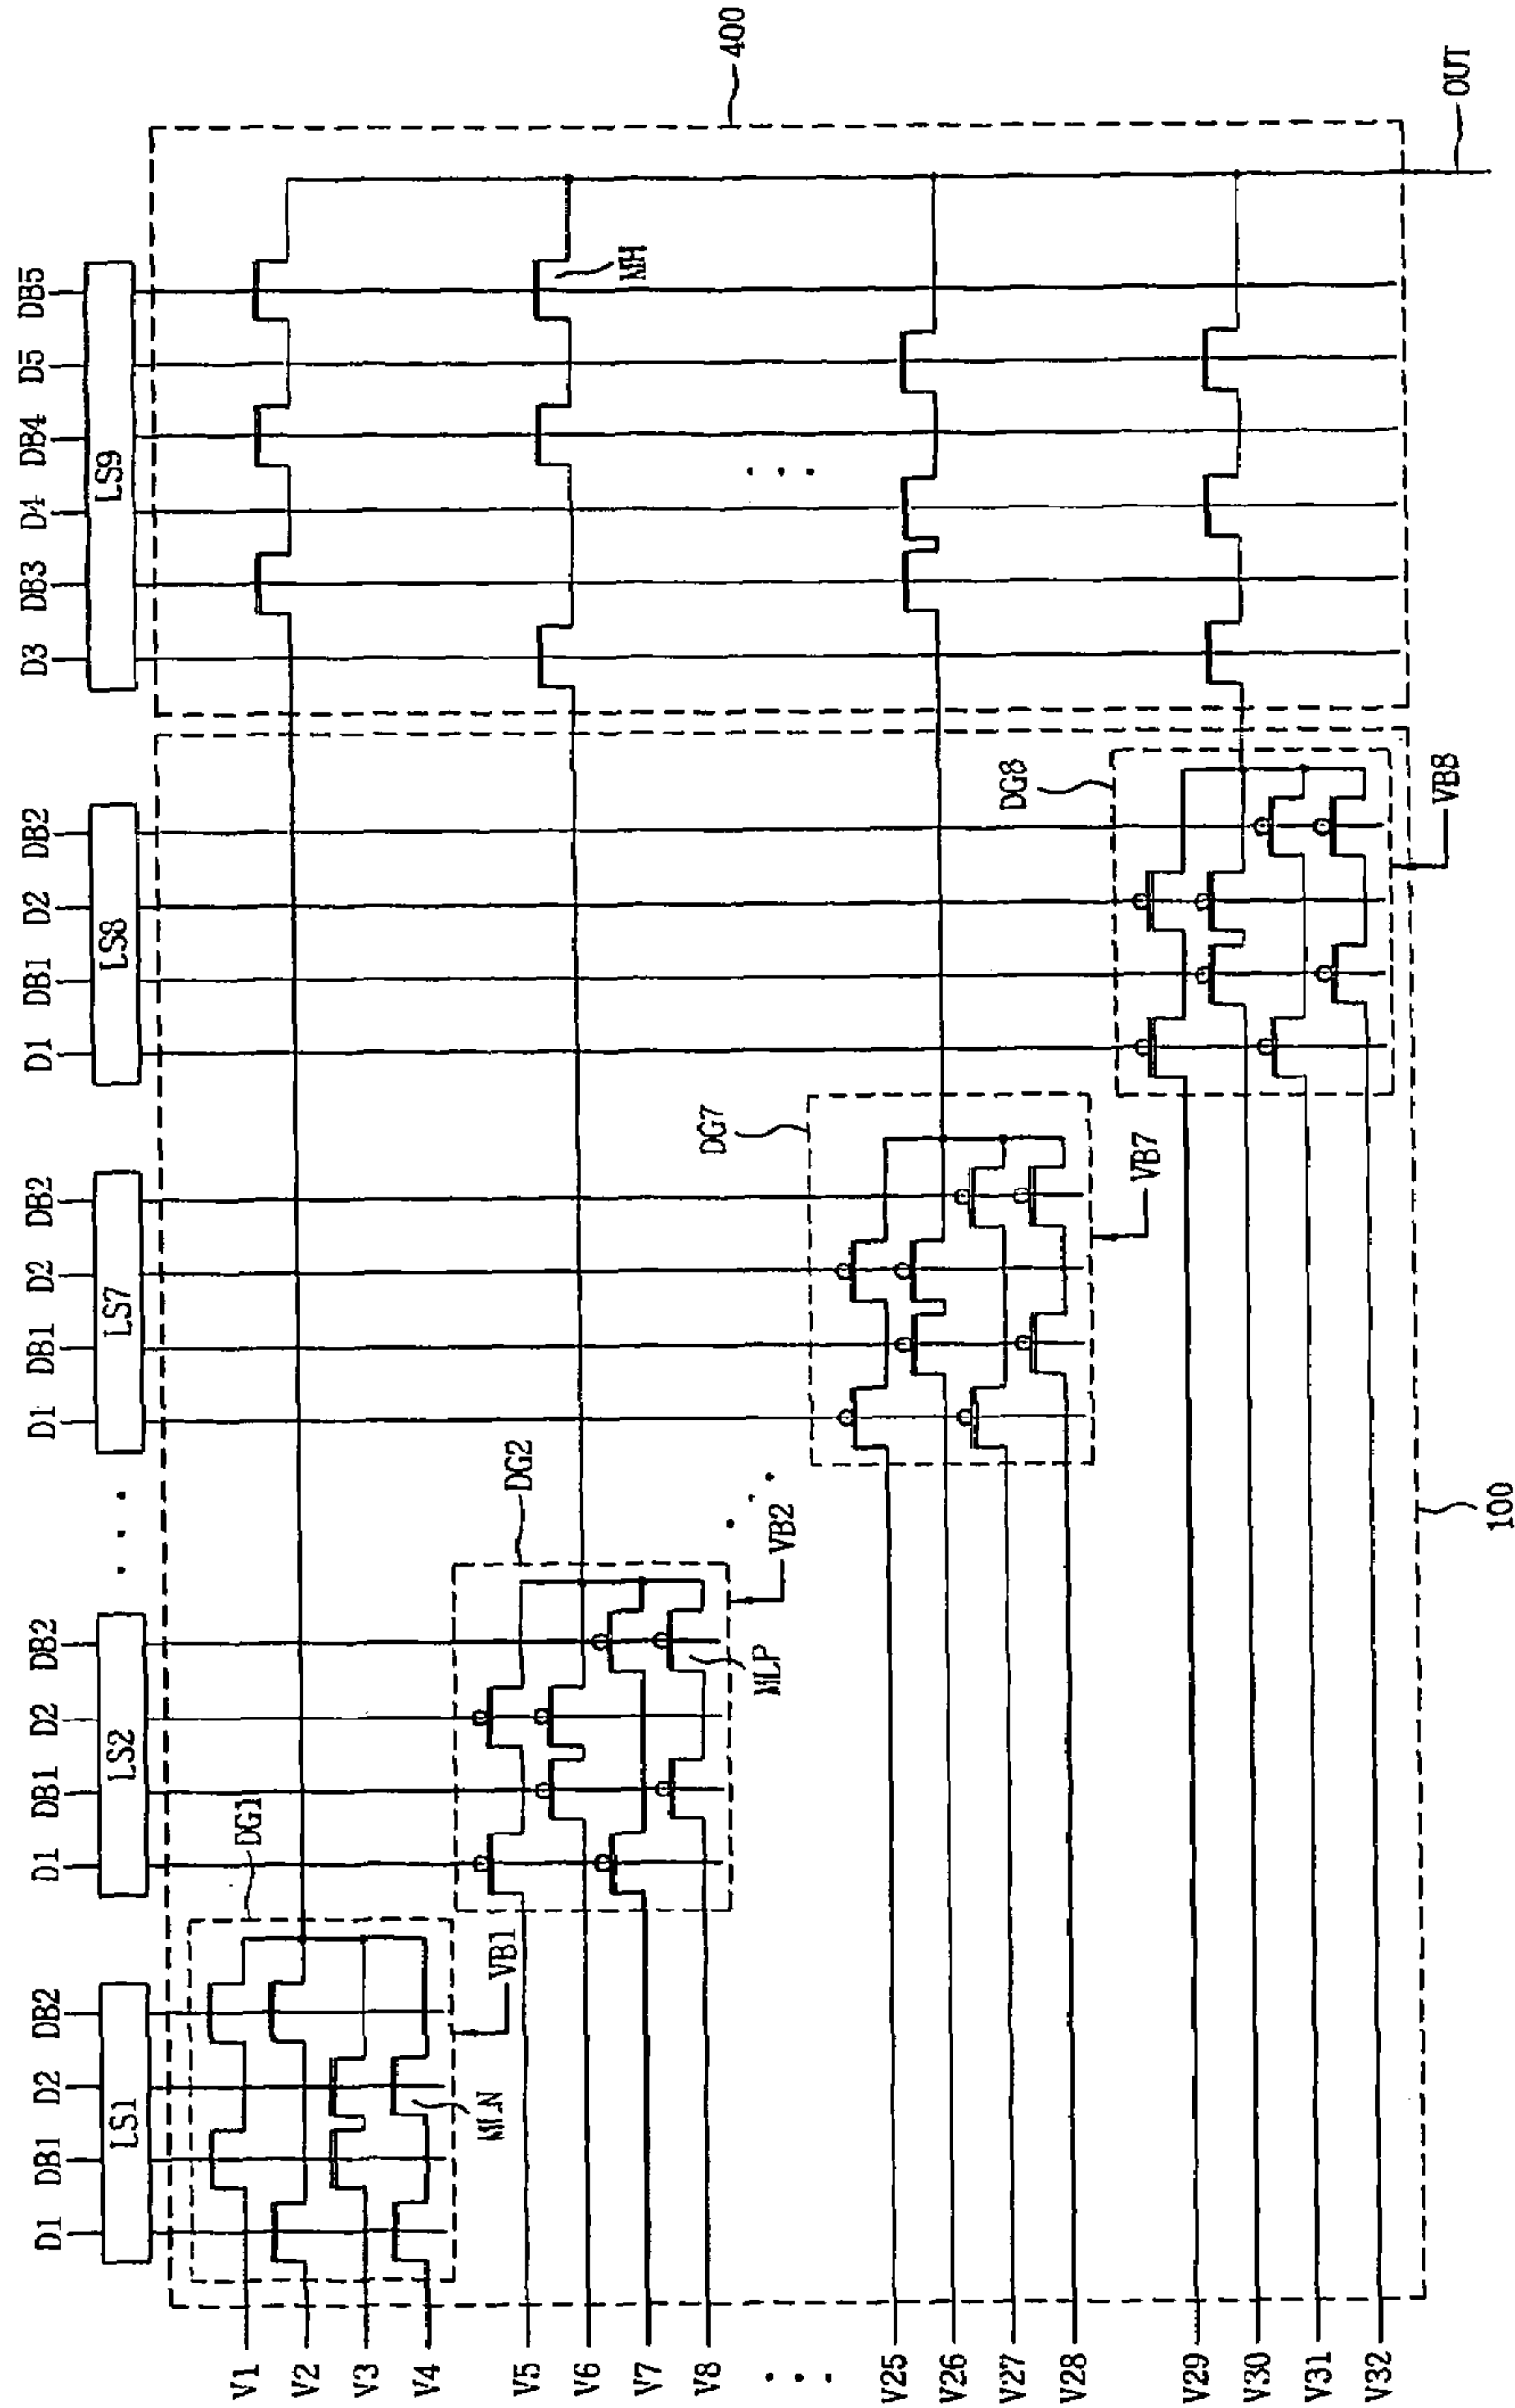 D1 DB1 D2 DB2 D1 DB1 D2 DB2 D1 DB1 D2 DB2 D1 DB1 D2 DB2 D3 DB3 D4 DB4 D5 DB5
LS1 LS2 ... LS7 LS8 LS9
400
DG1
V1
V2
V3
V4
MLN
VB1
DG2
MH
V5
V6
V7
V8
MLP
VB2
...
DG7
V25
V26
V27
V28
VB7
DG8
V29
V30
V31
V32
VB8
100
OUT